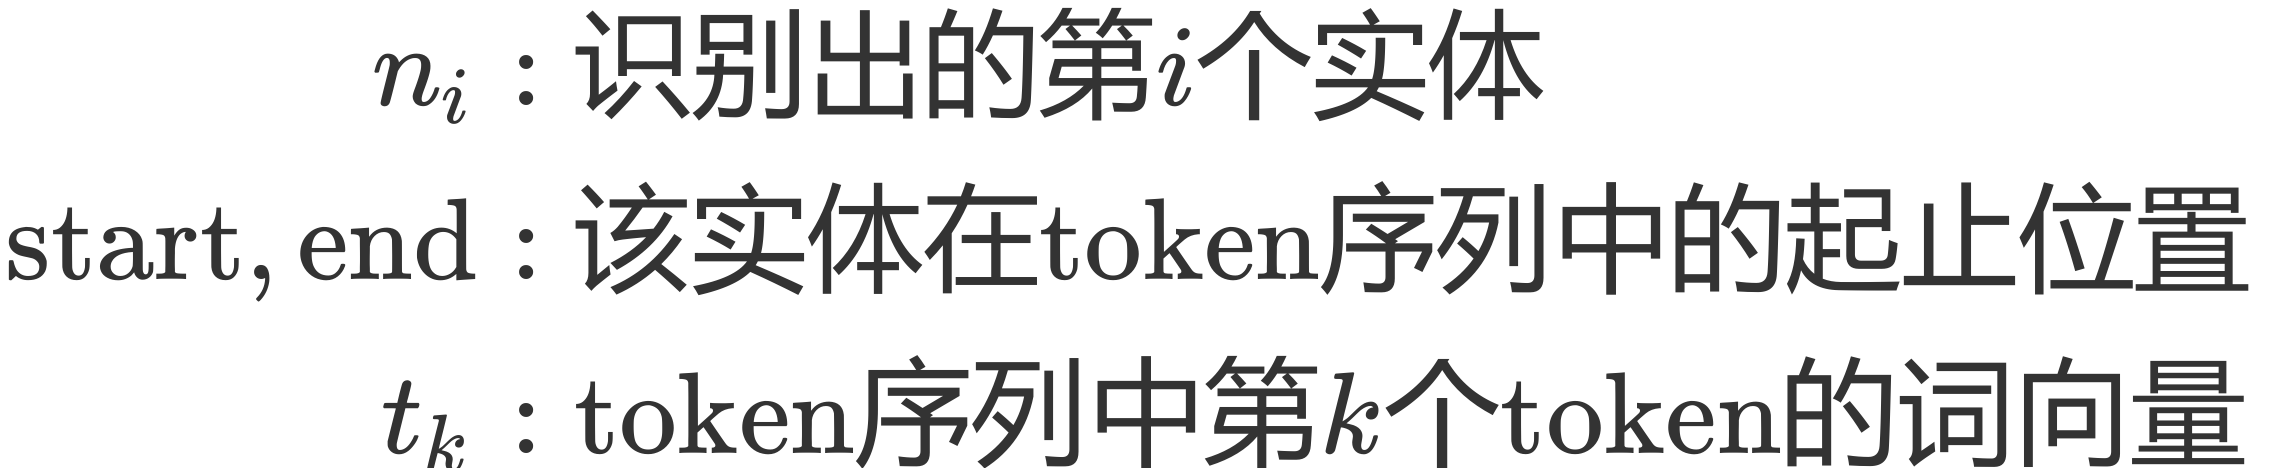 n_i : 识别出的第i个实体
start, end : 该实体在token序列中的起止位置
t_k : token序列中第k个token的词向量